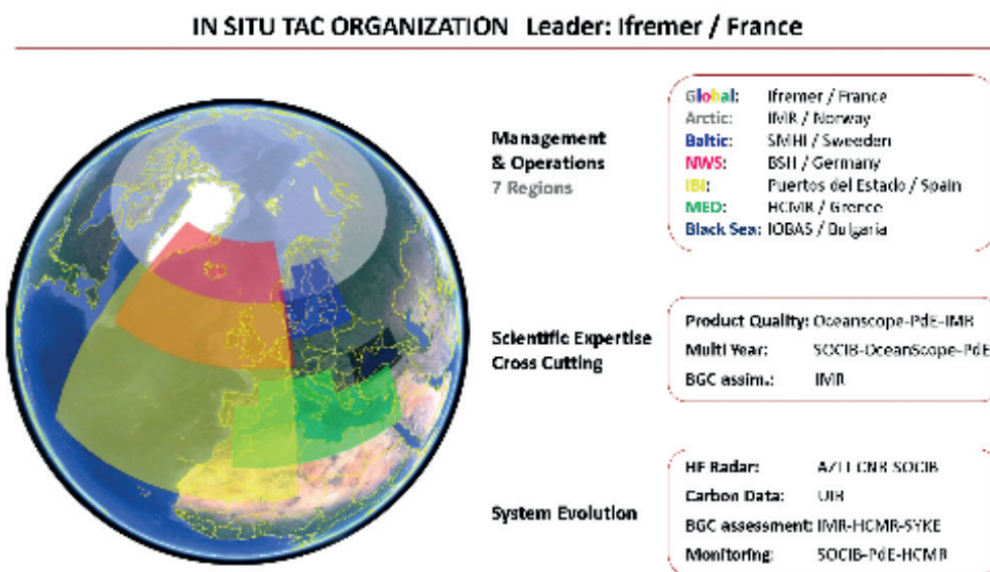 IN SITU TAC ORGANIZATION Leader: Ifremer / France
Management
& Operations
7 Regions
Global: Ifremer / France
Arctic: IMR / Norway
Baltic: SMHI / Sweeden
NWS: BSH / Germany
IBI: Puertos del Estado / Spain
MED: HCMR / Greece
Black Sea: IOBAS / Bulgaria
Scientific Expertise
Cross Cutting
Product Quality: Oceanscope-PdE-IMR
Multi Year: SOCIB-OceanScope-PdE
BGC assim.: IMR
System Evolution
HF Radar: AZTI-CNR-SOCIB
Carbon Data:
BGC assessment: IMR-HCMR-SYKE
Monitoring: SOCIB-PdE-HCMR